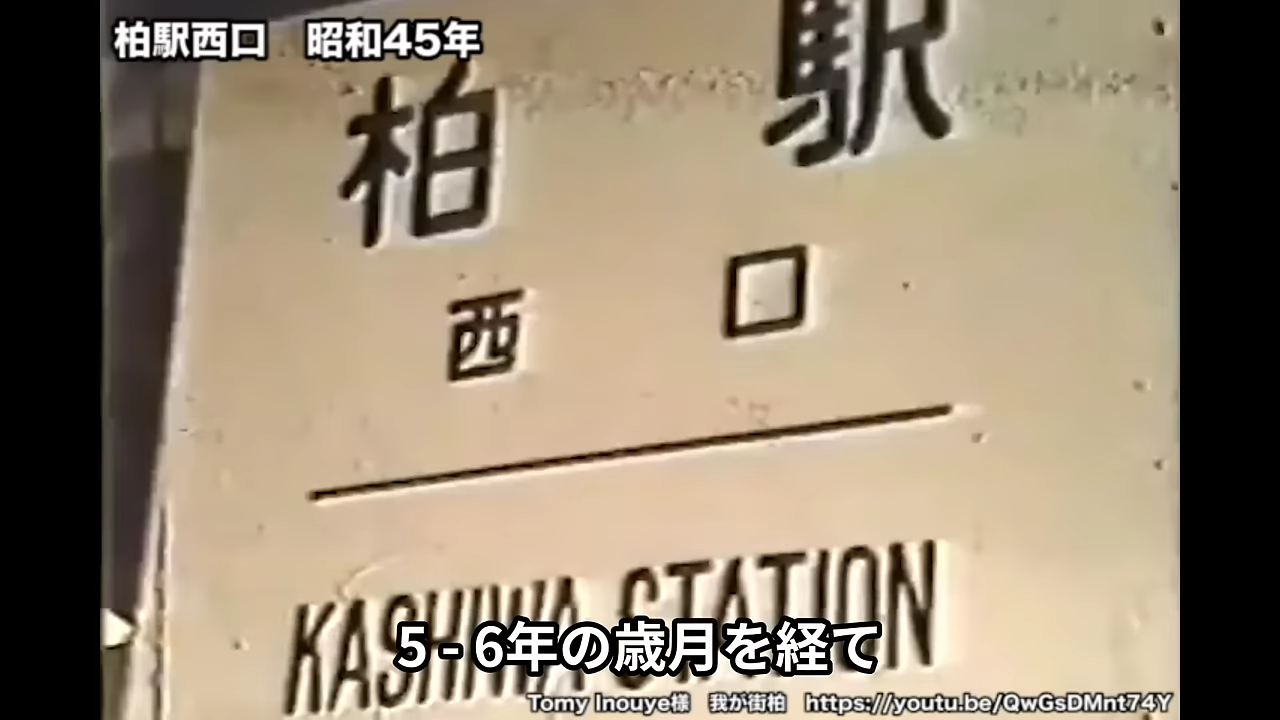 柏駅西口　昭和45年
柏駅
西口
KASHIWA STATION
5 - 6年の歳月を経て
Tomy Inouye様　我が街柏　https://youtu.be/QwGsDMnt74Y